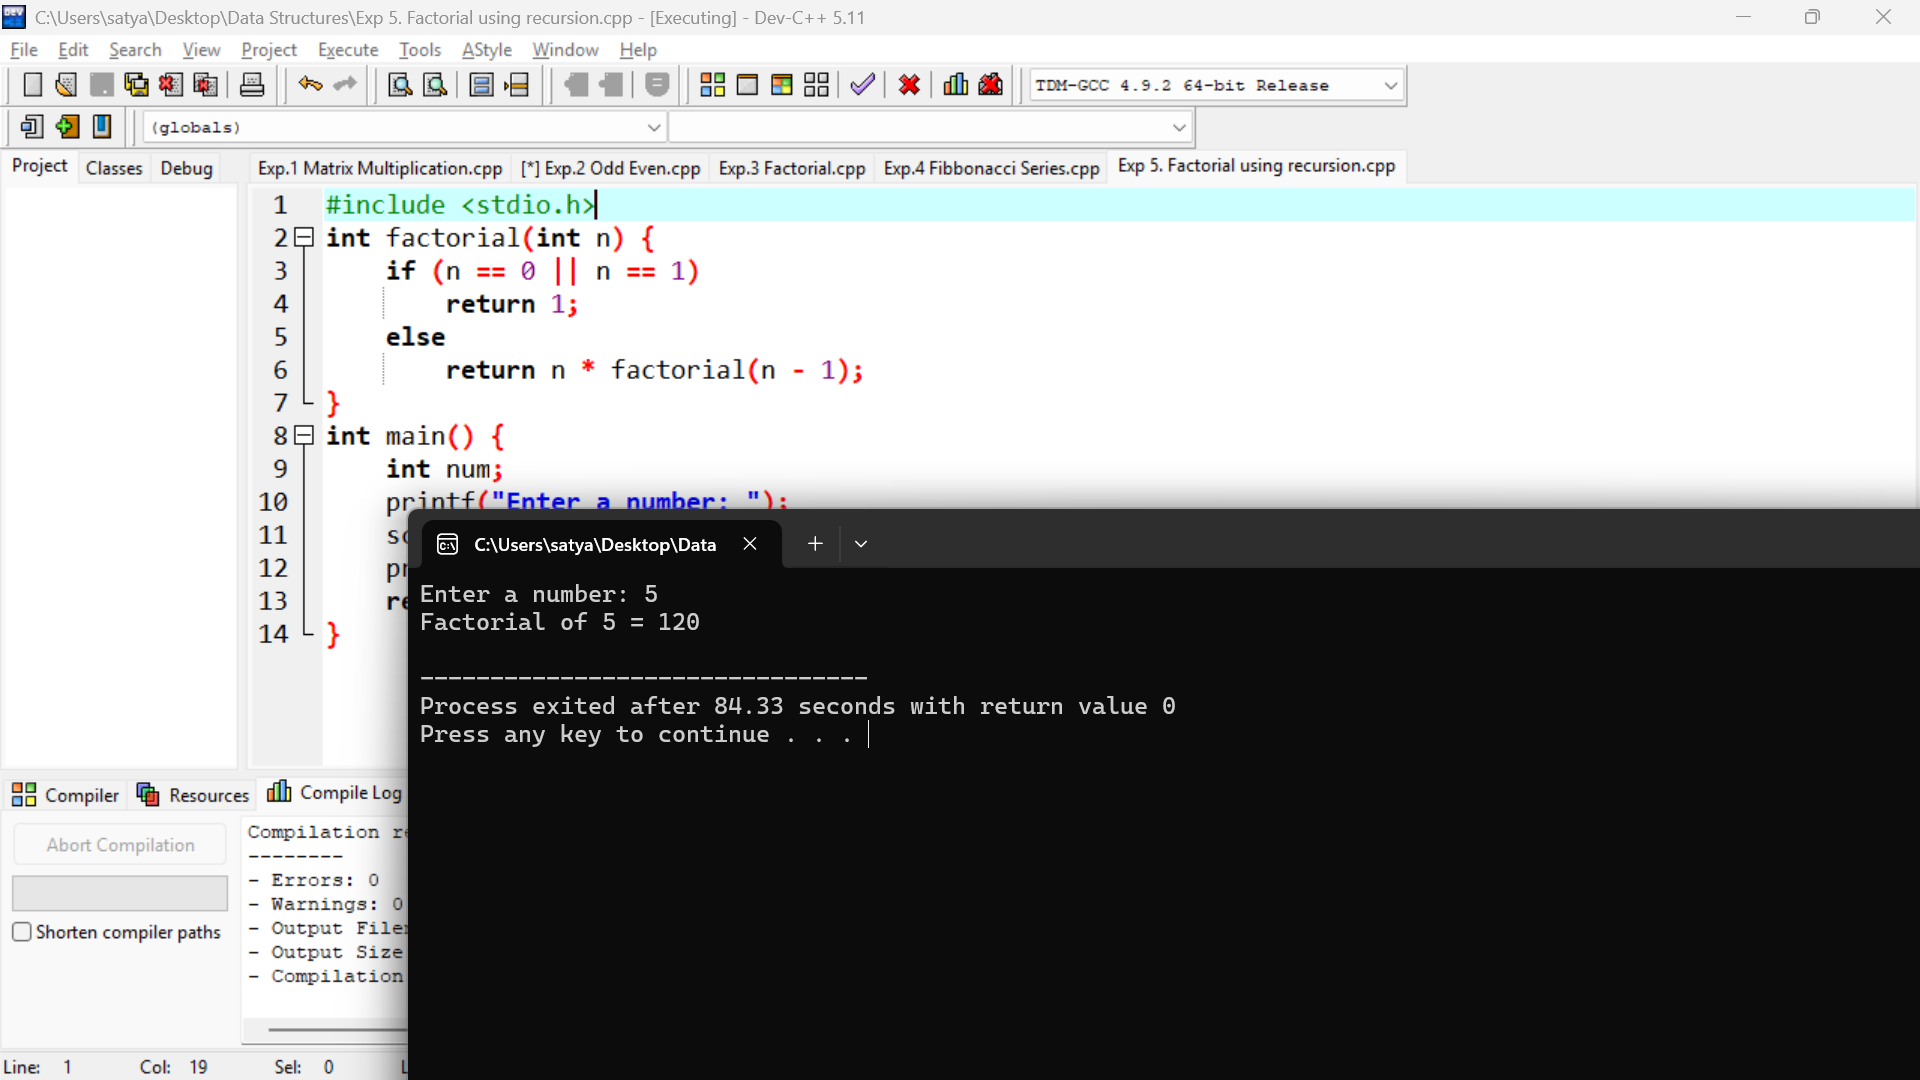 C:\Users\satya\Desktop\Data Structures\Exp 5. Factorial using recursion.cpp - [Executing] - Dev-C++ 5.11
File Edit Search View Project Execute Tools AStyle Window Help
TDM-GCC 4.9.2 64-bit Release
(globals)
Project Classes Debug
Exp.1 Matrix Multiplication.cpp [*] Exp.2 Odd Even.cpp Exp.3 Factorial.cpp Exp.4 Fibbonacci Series.cpp Exp 5. Factorial using recursion.cpp
1 #include <stdio.h>
2 int factorial(int n) {
3 if (n == 0 || n == 1)
4 return 1;
5 else
6 return n * factorial(n - 1);
7 }
8 int main() {
9 int num;
10 printf("Enter a number: ");
11
12
13
14 }
C:\Users\satya\Desktop\Data
Enter a number: 5
Factorial of 5 = 120
--------------------------------
Process exited after 84.33 seconds with return value 0
Press any key to continue . . .
Compiler Resources Compile Log
Abort Compilation
Shorten compiler paths
Compilation
--------
- Errors: 0
- Warnings: 0
- Output
- Output Size
- Compilation
Line: 1 Col: 19 Sel: 0